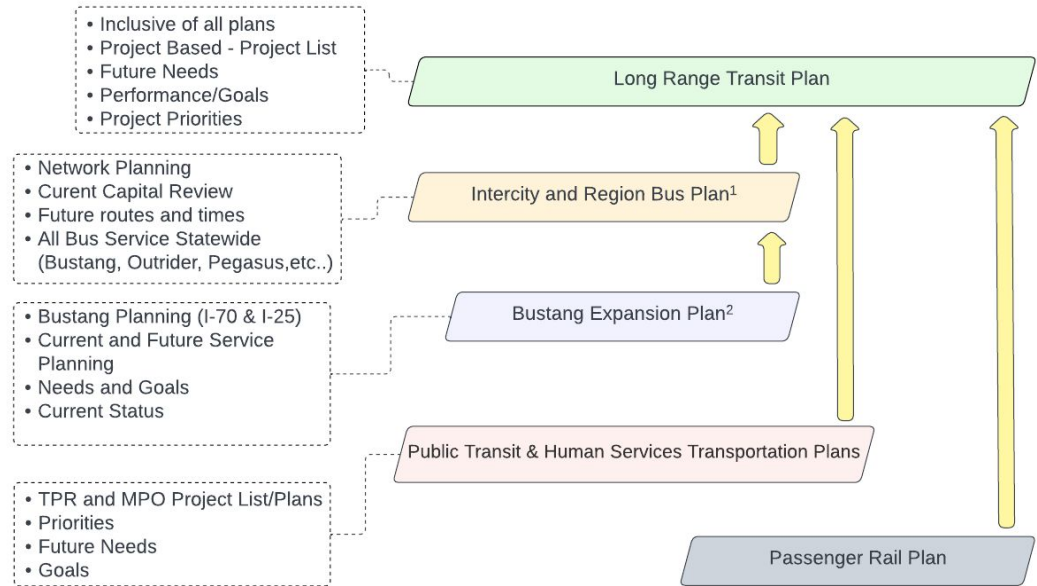 • Inclusive of all plans
• Project Based - Project List
• Future Needs
• Performance/Goals
• Project Priorities
Long Range Transit Plan
• Network Planning
• Curent Capital Review
• Future routes and times
• All Bus Service Statewide
(Bustang, Outrider, Pegasus,etc..)
Intercity and Region Bus Plan¹
• Bustang Planning (I-70 & I-25)
• Current and Future Service
Planning
• Needs and Goals
• Current Status
Bustang Expansion Plan²
Public Transit & Human Services Transportation Plans
• TPR and MPO Project List/Plans
• Priorities
• Future Needs
• Goals
Passenger Rail Plan